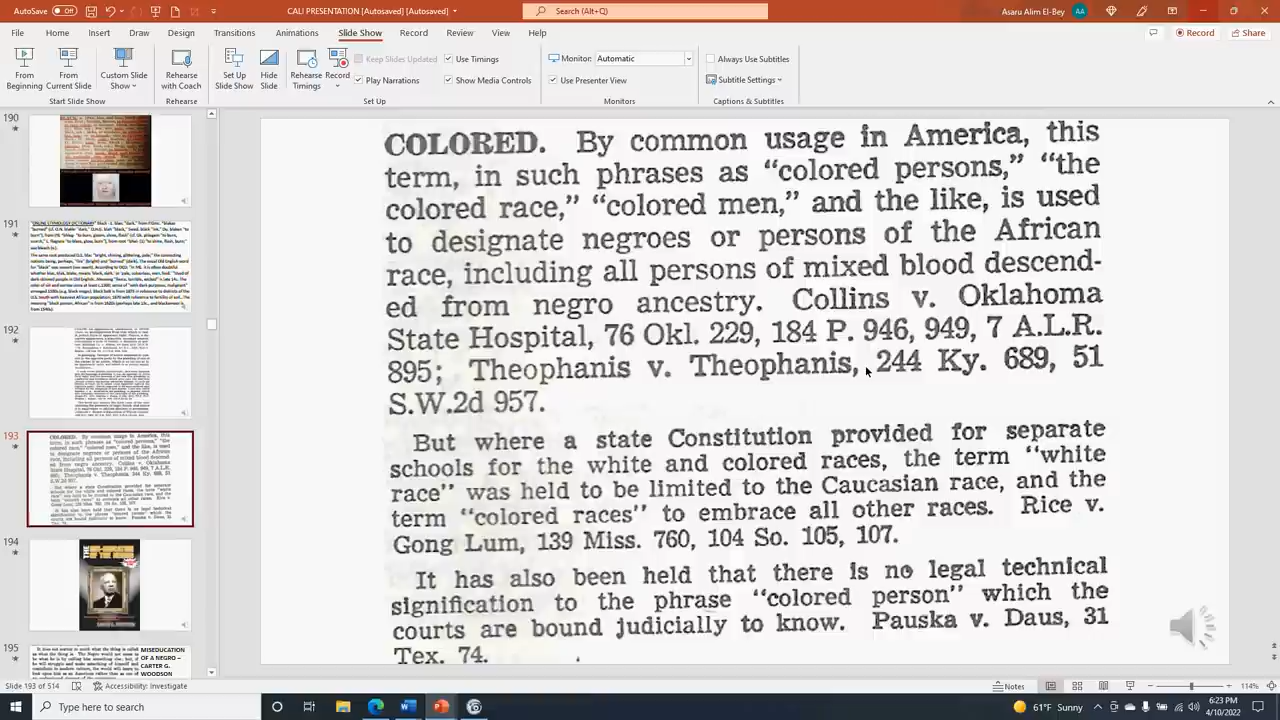 AutoSave Off CALI PRESENTATION [Autosaved] [Autosaved] Search (Alt+Q) Asaru Alim El-Bey AA
File Home Insert Draw Design Transitions Animations Slide Show Record Review View Help Record Share
From Beginning
From Current Slide
Custom Slide Show
Start Slide Show
Rehearse with Coach
Rehearse
Set Up Slide Show
Hide Slide
Rehearse Timings
Record
Keep Slides Updated
Play Narrations
Use Timings
Show Media Controls
Set Up
Monitor: Automatic
Use Presenter View
Monitors
Always Use Subtitles
Subtitle Settings
Captions & Subtitles
190
191
192
193
194
195
MISEDUCATION
OF A NEGRO –
CARTER G.
WOODSON
COLORED. By common usage in America, this
term, in such phrases as “colored persons,” “the
colored race,” “colored men,” and the like, is used
to designate negroes or persons of the African
race, including all persons of mixed blood descend-
ed from negro ancestry. Collins v. Oklahoma
State Hospital, 76 Okl. 229, 184 P. 946, 949, 7 A.L.R.
895; Theophanis v. Theophanis, 244 Ky. 689, 51
S.W.2d 957.
But where a state Constitution provided for separate
schools for the white and colored races, the term “white
race” was held to be limited to the Caucasian race, and the
term “colored races” to embrace all other races. Rice v.
Gong Lum, 139 Miss. 760, 104 So. 105, 107.
It has also been held that there is no legal technical
signification to the phrase “colored person” which the
courts are bound judicially to know. Pauska v. Daus, 31
Tex. 74.
Slide 193 of 514 Accessibility: Investigate Notes 114%
Type here to search 61°F Sunny 6:23 PM
4/10/2022